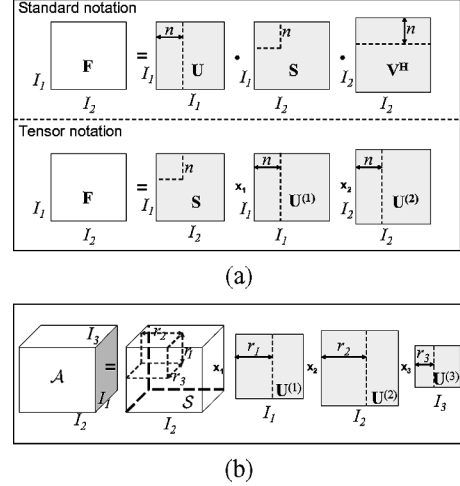 Standard notation
n
n
n
I₁ F = I₁ U · I₁ S · I₂ Vᴴ
I₂ I₁ I₂ I₂
Tensor notation
n
n
n
I₁ F = I₁ S x₁ I₁ U⁽¹⁾ x₂ I₂ U⁽²⁾
I₂ I₂ I₁ I₂
(a)
I₃ r₂
r₁ r₁ r₂ r₃
A = r₃ x₁ x₂ x₃
I₁ S U⁽¹⁾ U⁽²⁾ U⁽³⁾
I₂ I₂ I₁ I₂ I₃
(b)